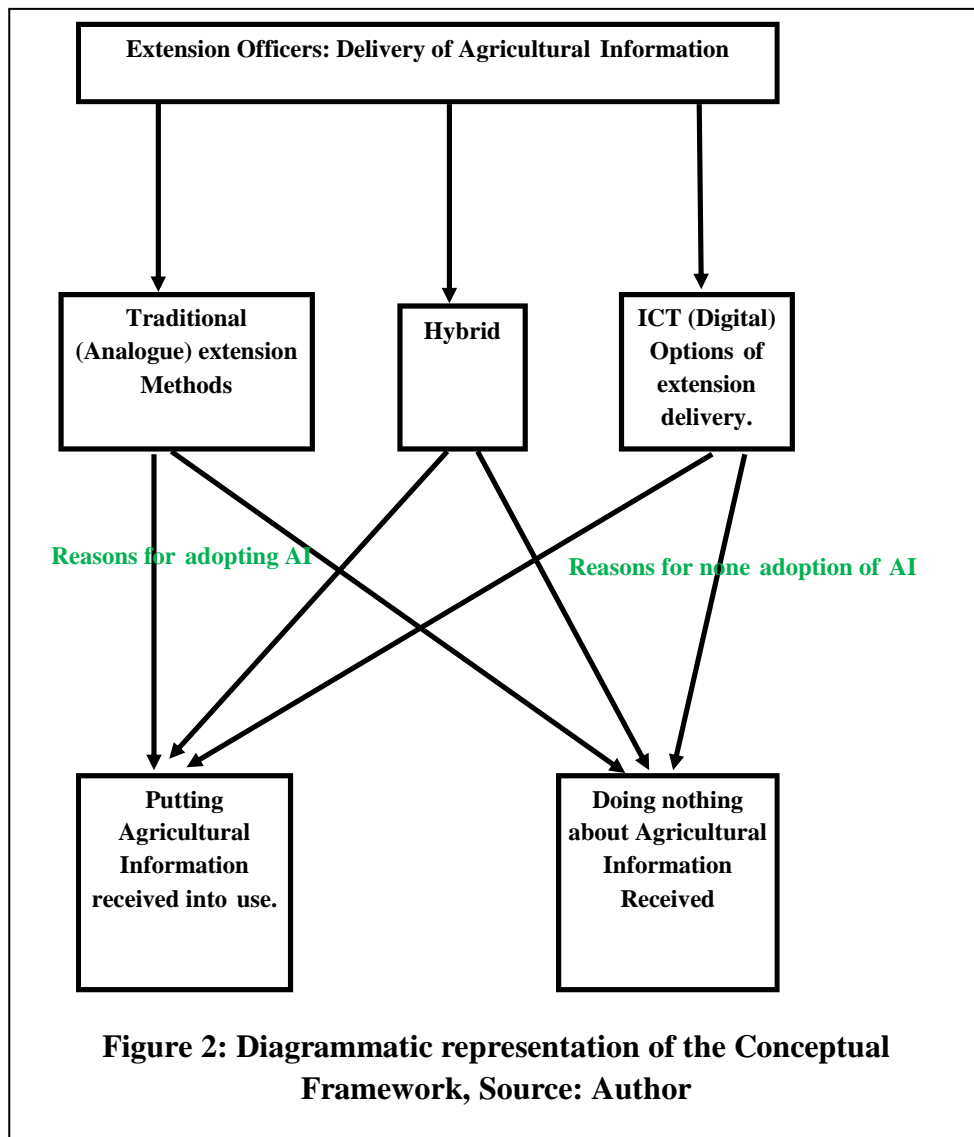 Extension Officers: Delivery of Agricultural Information
Traditional
(Analogue) extension
Methods
Hybrid
ICT (Digital)
Options of
extension
delivery.
Reasons for adopting AI
Reasons for none adoption of AI
Putting
Agricultural
Information
received into use.
Doing nothing
about Agricultural
Information
Received
Figure 2: Diagrammatic representation of the Conceptual
Framework, Source: Author